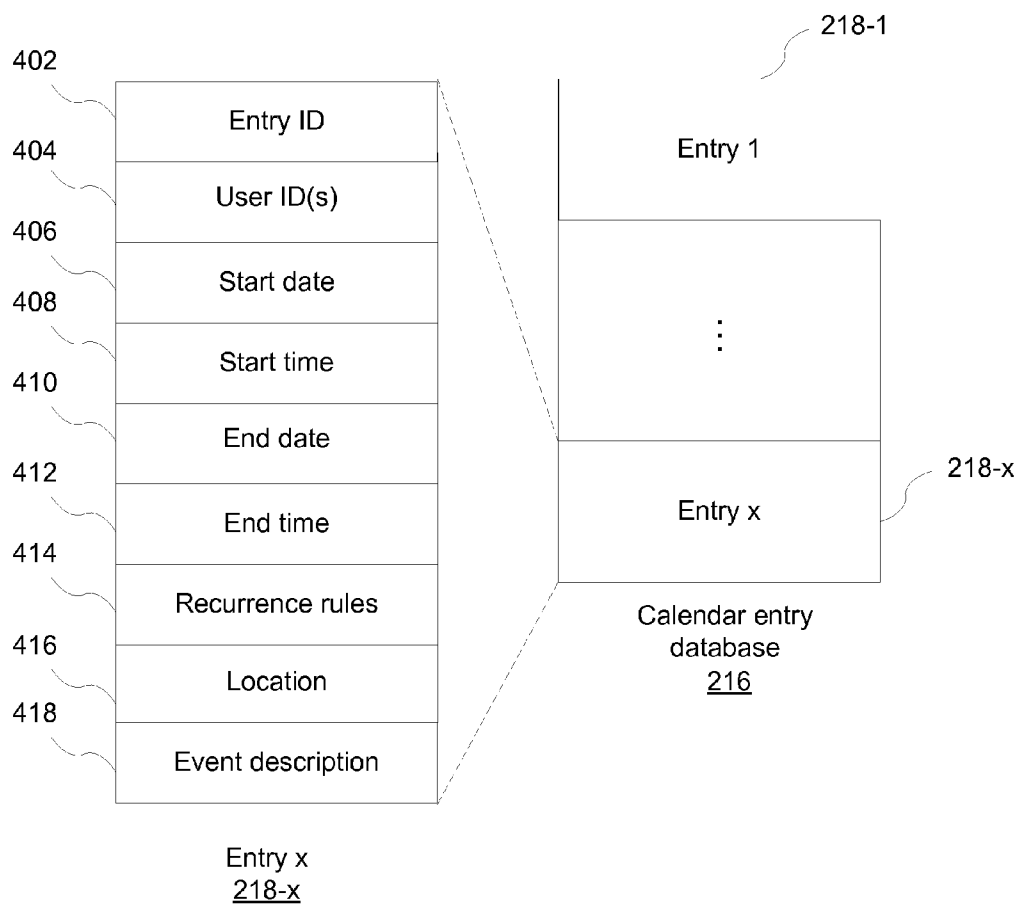 402
Entry ID
404
User ID(s)
406
Start date
408
Start time
410
End date
412
End time
414
Recurrence rules
416
Location
418
Event description
Entry x
218-x
218-1
Entry 1
⋮
Entry x
218-x
Calendar entry
database
216